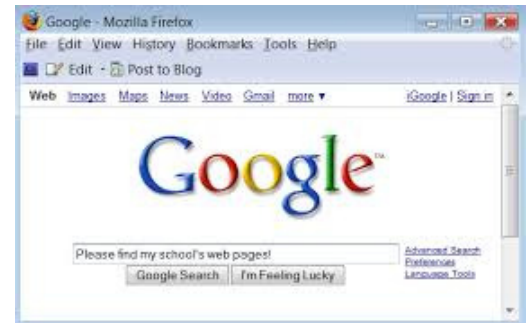 Google - Mozilla Firefox
File Edit View History Bookmarks Tools Help
Edit - Post to Blog
Web Images Maps News Video Gmail more ▼ iGoogle | Sign in
Google™
Please find my school's web pages! Advanced Search
Preferences
Google Search I'm Feeling Lucky Language Tools